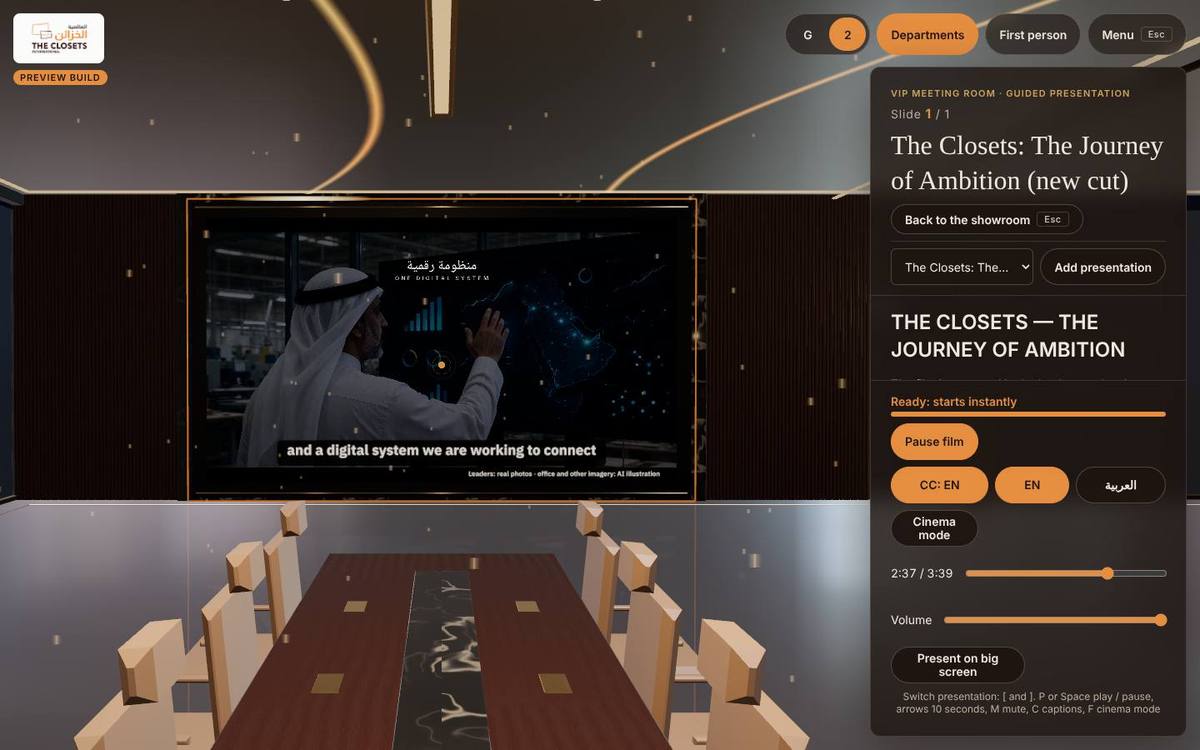 العالمية
الخزائن
THE CLOSETS
PREVIEW BUILD
G
2
Departments
First person
Menu Esc
VIP MEETING ROOM · GUIDED PRESENTATION
Slide 1 / 1
The Closets: The Journey
of Ambition (new cut)
Back to the showroom Esc
The Closets: The...
Add presentation
THE CLOSETS — THE
JOURNEY OF AMBITION
Ready: starts instantly
Pause film
CC: EN
EN
العربية
Cinema
mode
2:37 / 3:39
Volume
Present on big
screen
Switch presentation: [ and ]. P or Space play / pause,
arrows 10 seconds, M mute, C captions, F cinema mode
منظومة رقمية
ONE DIGITAL SYSTEM
and a digital system we are working to connect
Leaders: real photos · office and other imagery: AI illustration